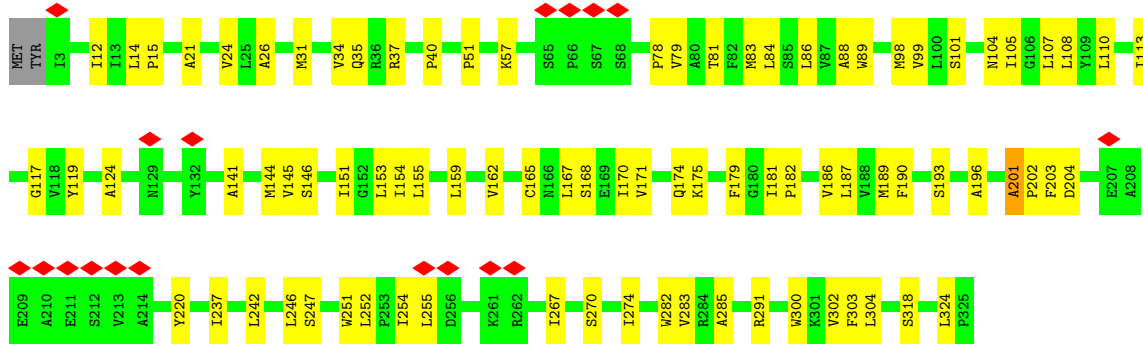 MET TYR I3 I12 I13 L14 P15 A21 V24 L25 A26 M31 V34 Q35 R36 R37 P40 P51 K57 S65 P66 S67 S68 P78 V79 A80 T81 F82 M83 L84 S85 L86 V87 A88 W89 M98 V99 L100 S101 N104 I105 G106 L107 L108 Y109 L110 I113
G117 V118 Y119 A124 N129 Y132 A141 M144 V145 S146 I151 G152 L153 I154 L155 L159 V162 C165 N166 L167 S168 E169 I170 V171 Q174 K175 F179 G180 I181 P182 V186 L187 V188 M189 F190 S193 A196 A201 P202 F203 D204 E207 A208
E209 A210 E211 S212 V213 A214 Y220 I237 L242 L246 S247 W251 L252 P253 I254 L255 D256 K261 R262 I267 S270 I274 W282 V283 R284 A285 R291 W300 K301 V302 F303 L304 S318 L324 P325